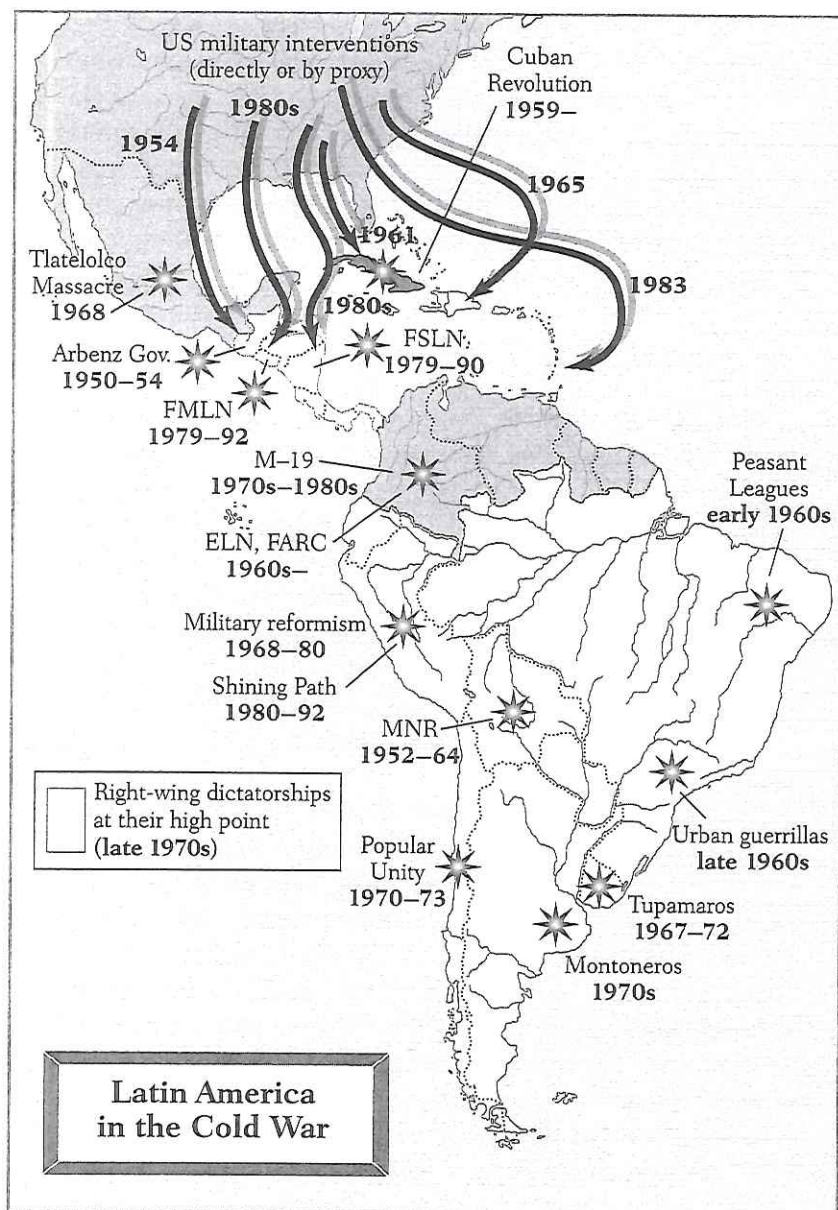 US military interventions
(directly or by proxy)
1980s
1954
Cuban
Revolution
1959–
1965
1961
1980s
1983
Tlatelolco
Massacre
1968
Arbenz Gov.
1950–54
FMLN
1979–92
FSLN
1979–90
M–19
1970s–1980s
ELN, FARC
1960s–
Peasant
Leagues
early 1960s
Military reformism
1968–80
Shining Path
1980–92
MNR
1952–64
Right-wing dictatorships
at their high point
(late 1970s)
Popular
Unity
1970–73
Urban guerrillas
late 1960s
Tupamaros
1967–72
Montoneros
1970s
Latin America
in the Cold War